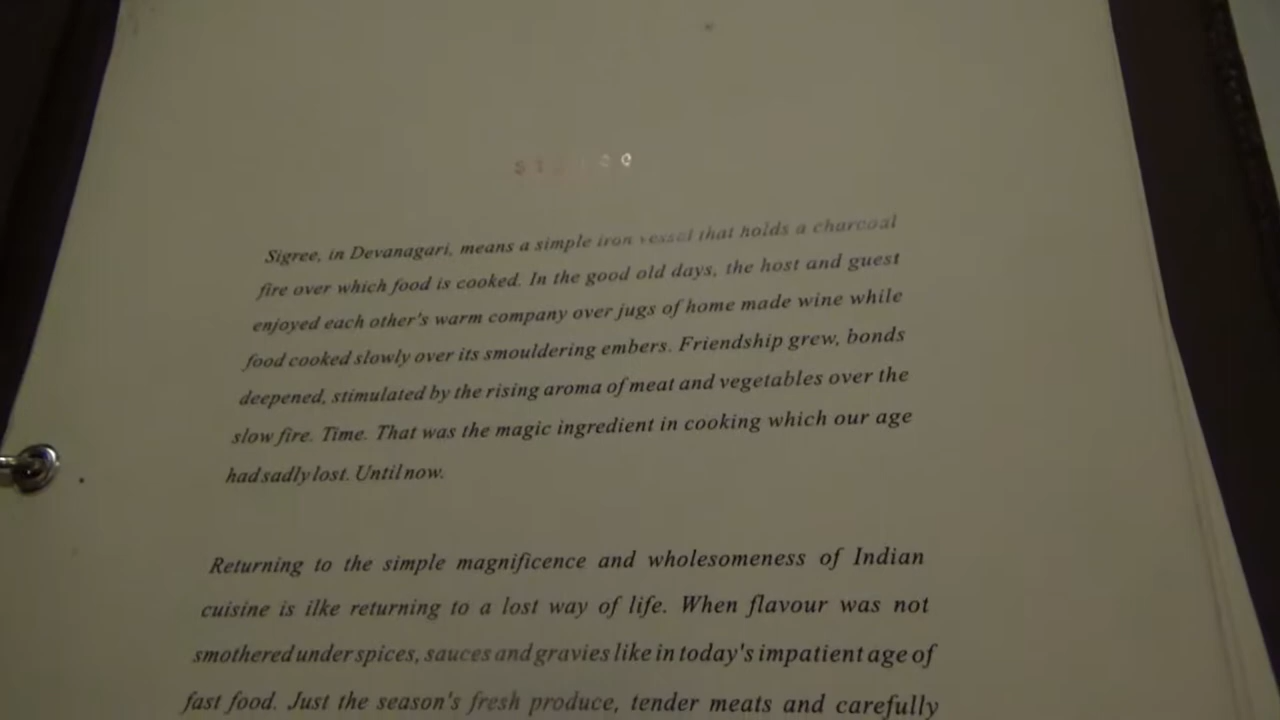 Sigree, in Devanagari, means a simple iron vessel that holds a charcoal
fire over which food is cooked. In the good old days, the host and guest
enjoyed each other's warm company over jugs of home made wine while
food cooked slowly over its smouldering embers. Friendship grew, bonds
deepened, stimulated by the rising aroma of meat and vegetables over the
slow fire. Time. That was the magic ingredient in cooking which our age
had sadly lost. Until now.
Returning to the simple magnificence and wholesomeness of Indian
cuisine is ilke returning to a lost way of life. When flavour was not
smothered under spices, sauces and gravies like in today's impatient age of
fast food. Just the season's fresh produce, tender meats and carefully